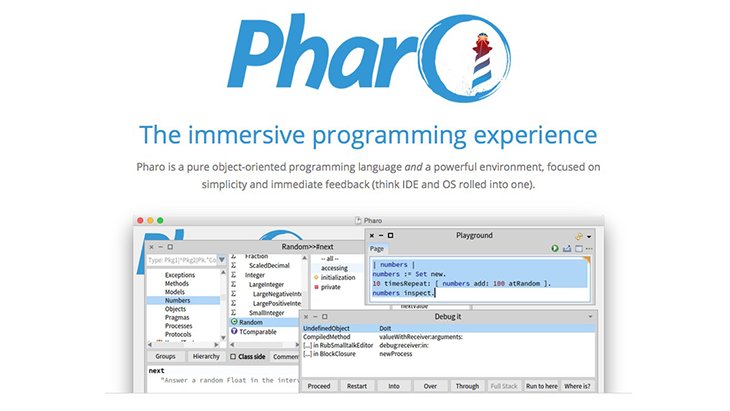 Pharo
The immersive programming experience
Pharo is a pure object-oriented programming language and a powerful environment, focused on
simplicity and immediate feedback (think IDE and OS rolled into one).
Pharo
Random>>#next
Type: Pkg1|^Pkg2|Pk.*Co
Exceptions
Methods
Models
Numbers
Objects
Pragmas
Processes
Protocols
Fraction
ScaledDecimal
Integer
LargeInteger
LargeNegativeInte
LargePositiveInte
SmallInteger
Random
TComparable
-- all --
accessing
initialization
private
nextValue
Groups
Hierarchy
Class side
Commen
next
"Answer a random Float in the interv
Playground
Page
| numbers |
numbers := Set new.
10 timesRepeat: [ numbers add: 100 atRandom ].
numbers inspect.
Debug it
UndefinedObject DoIt
CompiledMethod valueWithReceiver:arguments:
[...] in RubSmalltalkEditor debug:receiver:in:
[...] in BlockClosure newProcess
Proceed Restart Into Over Through Full Stack Run to here Where is?